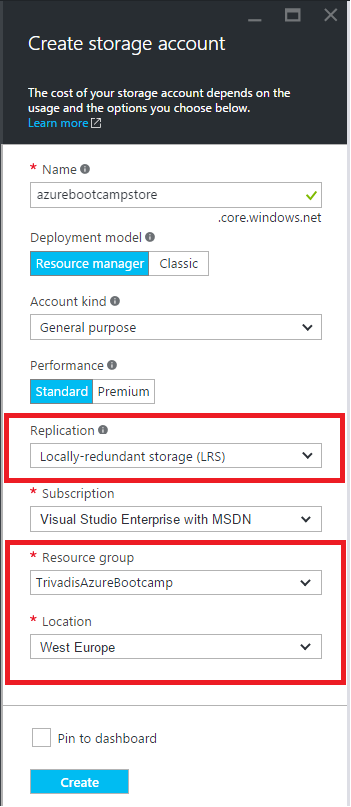 Create storage account
The cost of your storage account depends on the
usage and the options you choose below.
Learn more
* Name
azurebootcampstore
.core.windows.net
Deployment model
Resource manager Classic
Account kind
General purpose
Performance
Standard Premium
Replication
Locally-redundant storage (LRS)
* Subscription
Visual Studio Enterprise with MSDN
* Resource group
TrivadisAzureBootcamp
* Location
West Europe
Pin to dashboard
Create